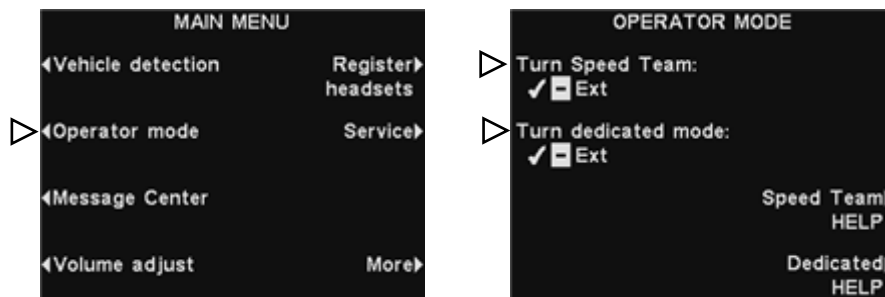 MAIN MENU
Vehicle detection
Register
headsets
Operator mode
Service
Message Center
Volume adjust
More
OPERATOR MODE
Turn Speed Team:
✓ - Ext
Turn dedicated mode:
✓ - Ext
Speed Team
HELP
Dedicated
HELP